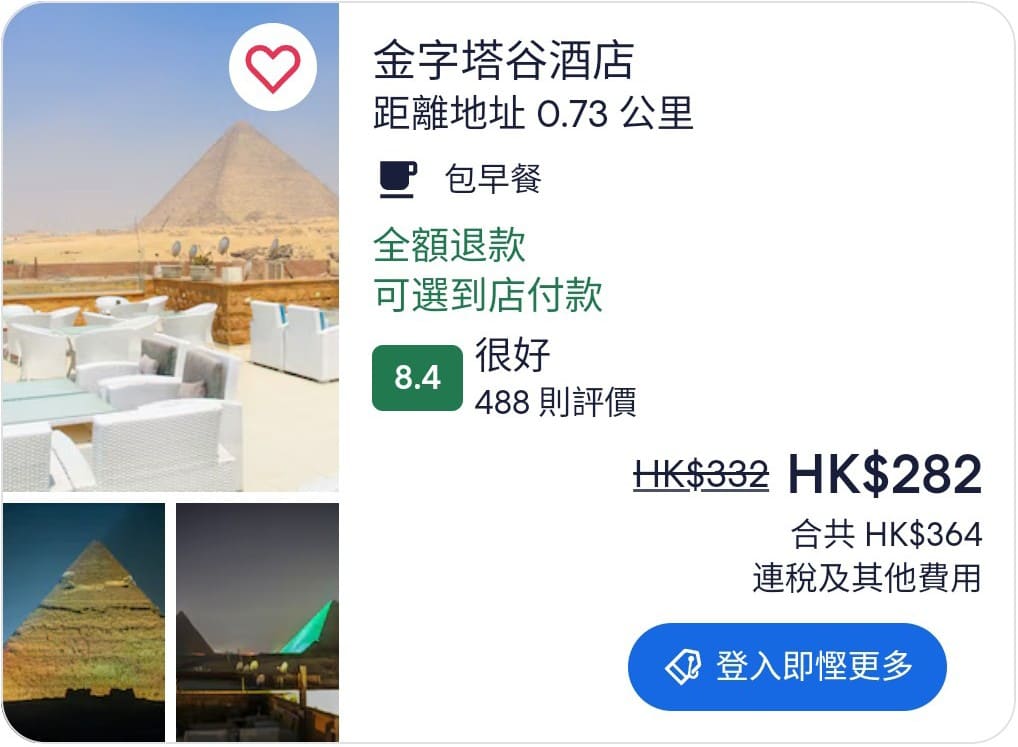 金字塔谷酒店
距離地址 0.73 公里
包早餐
全額退款
可選到店付款
8.4
很好
488 則評價
HK$332 HK$282
合共 HK$364
連稅及其他費用
登入即慳更多